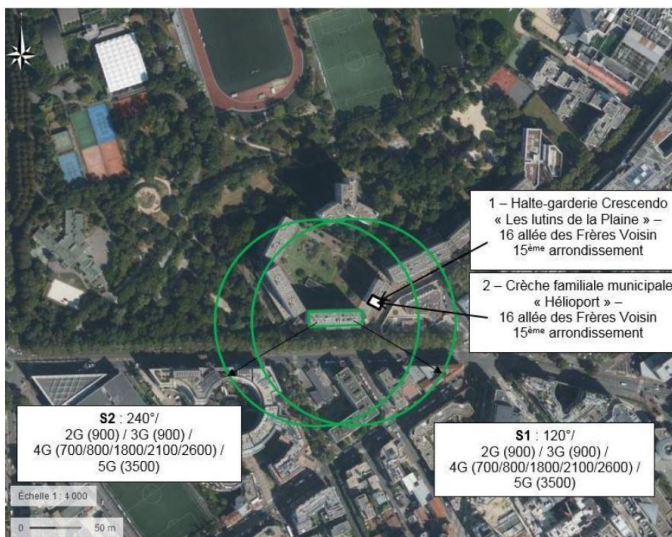 1 – Halte-garderie Crescendo
« Les lutins de la Plaine » –
16 allée des Frères Voisin
15ème arrondissement
2 – Crèche familiale municipale
« Hélioport » –
16 allée des Frères Voisin
15ème arrondissement
S2 : 240°/
2G (900) / 3G (900) /
4G (700/800/1800/2100/2600) /
5G (3500)
S1 : 120°/
2G (900) / 3G (900) /
4G (700/800/1800/2100/2600) /
5G (3500)
Échelle 1 : 4 000
0 50 m